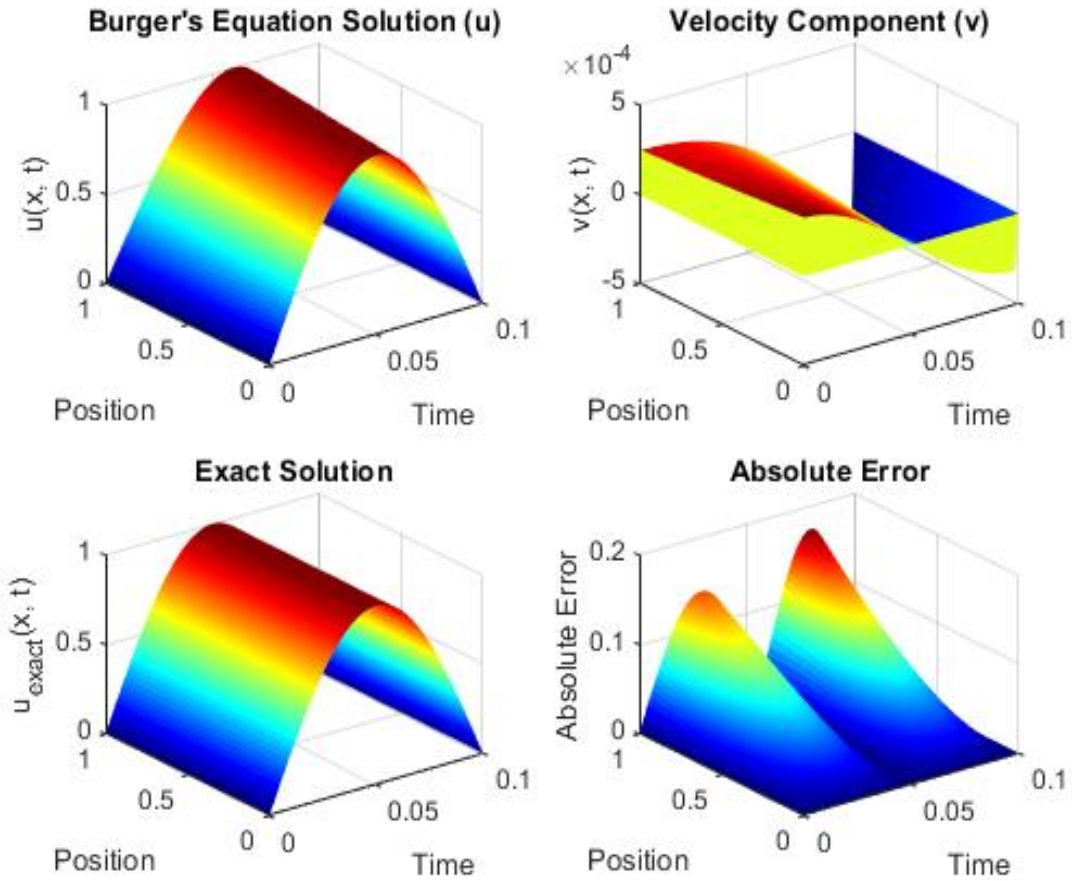 Burger's Equation Solution (u)
u(x, t)
1
0.5
0
1
0.5
0
0
0.05
0.1
Position
Time
Velocity Component (v)
×10-4
v(x, t)
5
0
-5
1
0.5
0
0
0.05
0.1
Position
Time
Exact Solution
uexact(x, t)
1
0.5
0
1
0.5
0
0
0.05
0.1
Position
Time
Absolute Error
Absolute Error
0.2
0.1
0
1
0.5
0
0
0.05
0.1
Position
Time